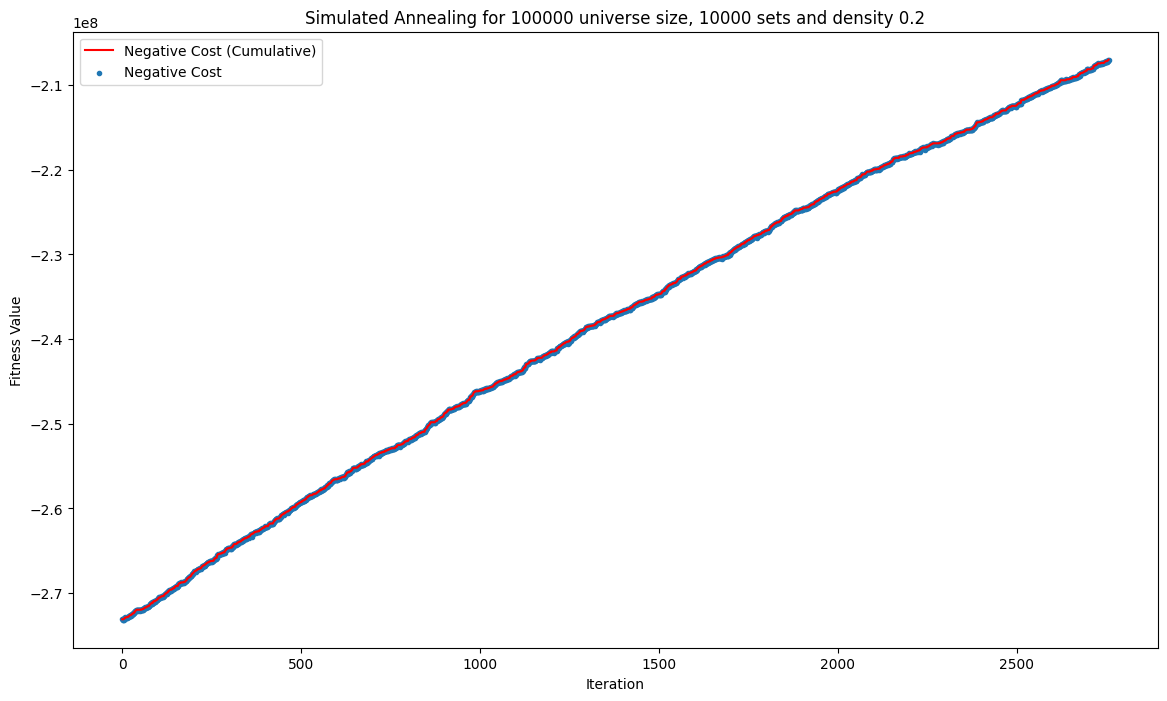 Simulated Annealing for 100000 universe size, 10000 sets and density 0.2
1e8
Negative Cost (Cumulative)
Negative Cost
−2.1
−2.2
−2.3
−2.4
−2.5
−2.6
−2.7
Fitness Value
0 500 1000 1500 2000 2500
Iteration